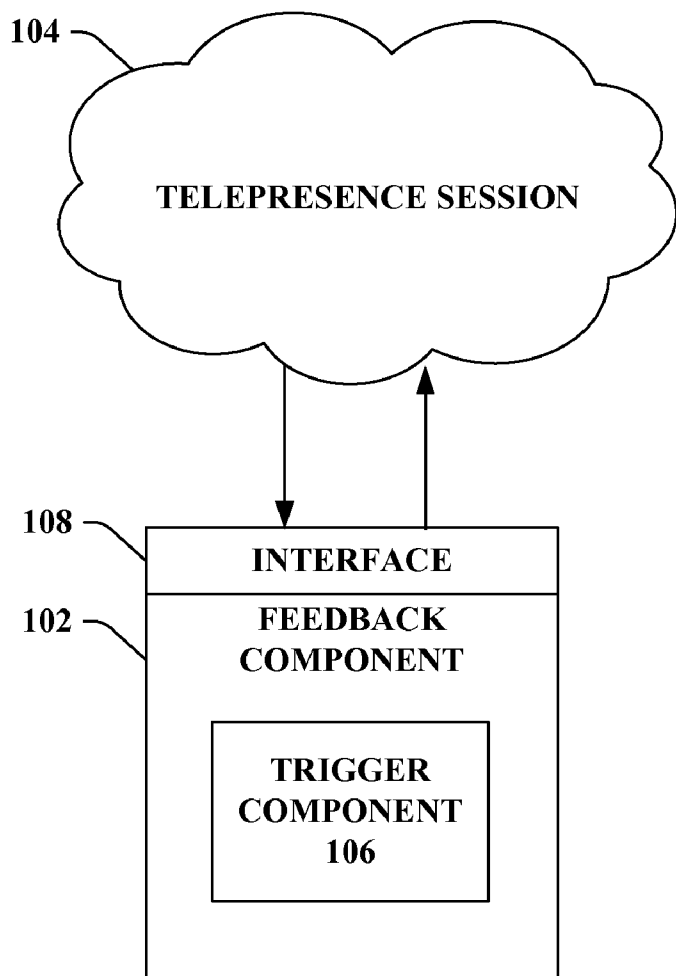 104
TELEPRESENCE SESSION
108
INTERFACE
102
FEEDBACK
COMPONENT
TRIGGER
COMPONENT
106